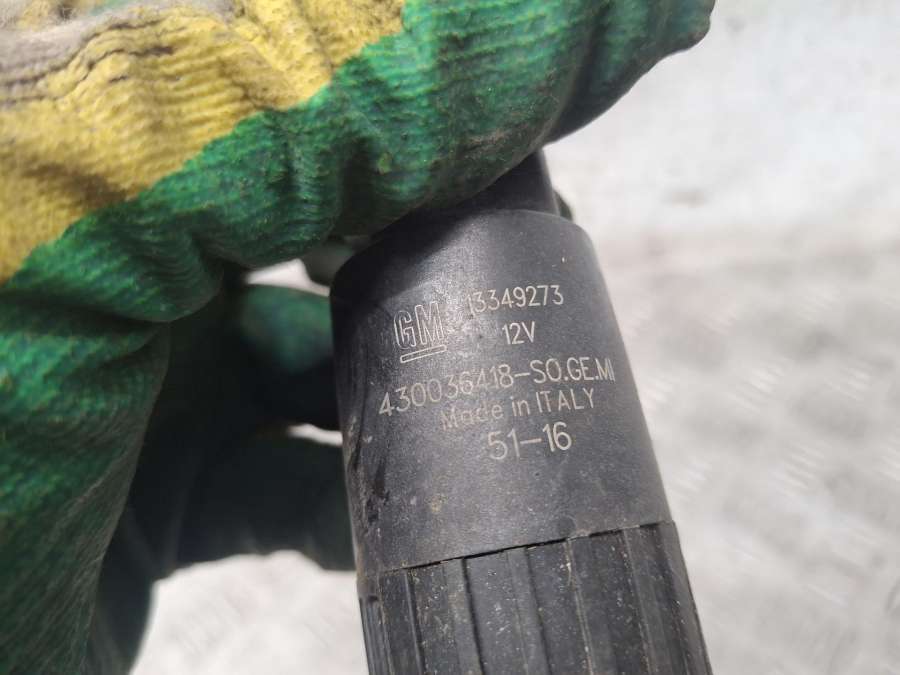 GM 13349273
12V
430036418-SO.GE.MI
Made in ITALY
51-16